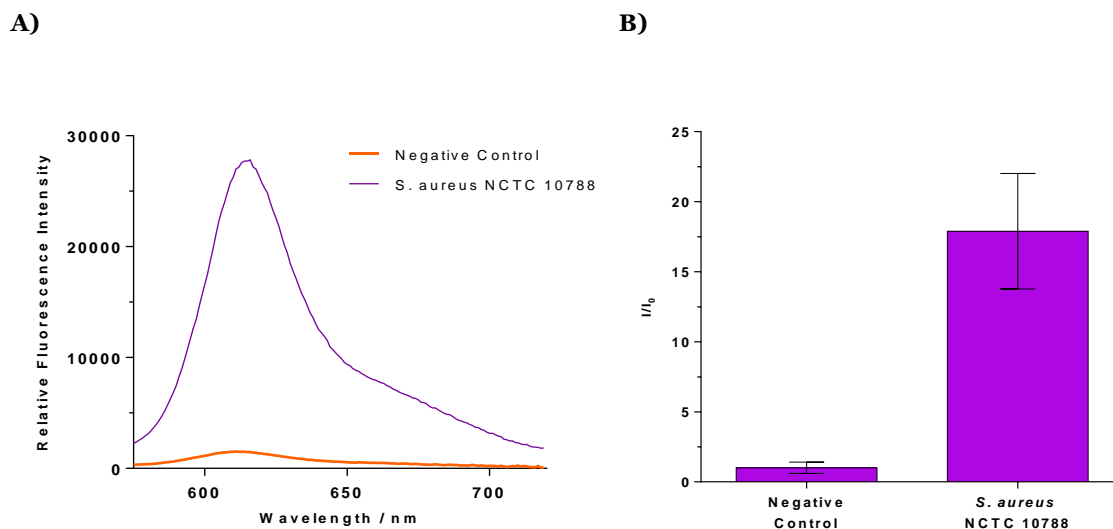 A)
B)
30000
20000
10000
0
Relative Fluorescence Intensity
Negative Control
S. aureus NCTC 10788
600
650
700
Wavelength / nm
25
20
15
10
5
0
I/I0
Negative
Control
S. aureus
NCTC 10788